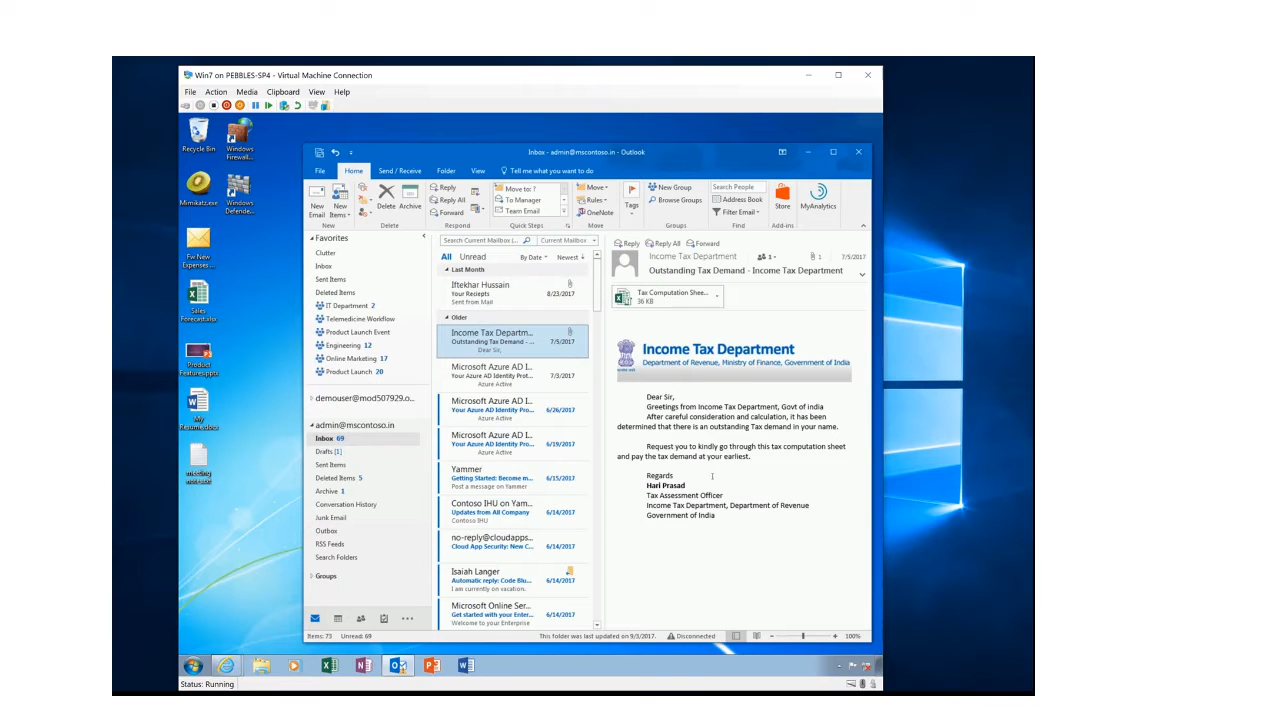 Win7 on PEBBLES-SP4 - Virtual Machine Connection
File Action Media Clipboard View Help
Recycle Bin
Windows Firewall...
Mimikatz.exe
Windows Defende...
Fw New Expenses ...
Sales Forecast.xlsx
Product Features.pptx
My Resume.docx
meeting notes.txt
Inbox - admin@mscontoso.in - Outlook
File Home Send / Receive Folder View Tell me what you want to do
New Email
New Items
Delete
Archive
Reply
Reply All
Forward
Move to: ?
To Manager
Team Email
Move
Rules
OneNote
Tags
New Group
Browse Groups
Search People
Address Book
Filter Email
Store
MyAnalytics
New Delete Respond Quick Steps Move Groups Find Add-ins
Favorites
Clutter
Inbox
Sent Items
Deleted Items
IT Department 2
Telemedicine Workflow
Product Launch Event
Engineering 12
Online Marketing 17
Product Launch 20
demouser@mod507929.o...
admin@mscontoso.in
Inbox 69
Drafts [1]
Sent Items
Deleted Items 5
Archive 1
Conversation History
Junk Email
Outbox
RSS Feeds
Search Folders
Groups
Search Current Mailbox (... Current Mailbox
All Unread By Date Newest
Last Month
Iftekhar Hussain
Your Reciepts 8/23/2017
Sent from Mail
Older
Income Tax Departm...
Outstanding Tax Demand - ... 7/5/2017
Dear Sir,
Microsoft Azure AD I...
Your Azure AD Identity Prot... 7/3/2017
Azure Active
Microsoft Azure AD I...
Your Azure AD Identity Pro... 6/26/2017
Azure Active
Microsoft Azure AD I...
Your Azure AD Identity Pro... 6/19/2017
Azure Active
Yammer
Getting Started: Become m... 6/15/2017
Post a message on Yammer
Contoso IHU on Yam...
Updates from All Company 6/14/2017
Contoso IHU
no-reply@cloudapps...
Cloud App Security: New C... 6/14/2017
Isaiah Langer
Automatic reply: Code Blu... 6/14/2017
I am currently on vacation.
Microsoft Online Ser...
Get started with your Enter... 6/14/2017
Welcome to your Enterprise
Reply Reply All Forward
Income Tax Department 1 1 7/5/2017
Outstanding Tax Demand - Income Tax Department
Tax Computation Shee...
36 KB
Income Tax Department
Department of Revenue, Ministry of Finance, Government of India
Dear Sir,
Greetings from Income Tax Department, Govt of india
After careful consideration and calculation, it has been
determined that there is an outstanding Tax demand in your name.
Request you to kindly go through this tax computation sheet
and pay the tax demand at your earliest.
Regards
Hari Prasad
Tax Assessment Officer
Income Tax Department, Department of Revenue
Government of India
Items: 73 Unread: 69 This folder was last updated on 9/3/2017. Disconnected 100%
Status: Running